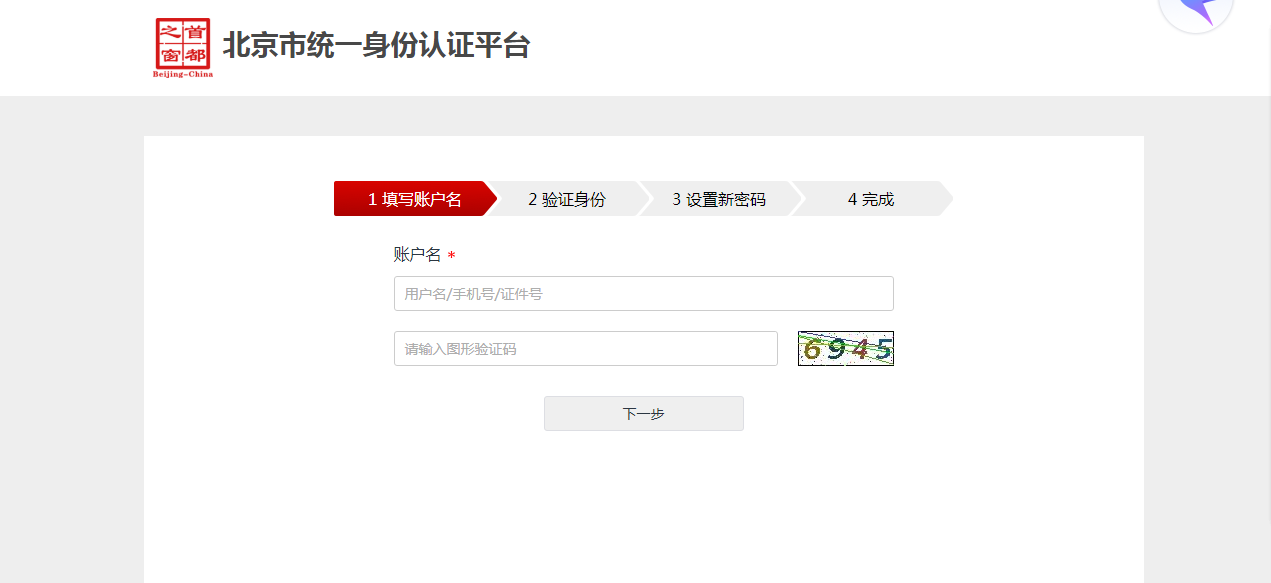 首都之窗
Beijing-China
北京市统一身份认证平台
1 填写账户名
2 验证身份
3 设置新密码
4 完成
账户名 *
用户名/手机号/证件号
请输入图形验证码
6945
下一步